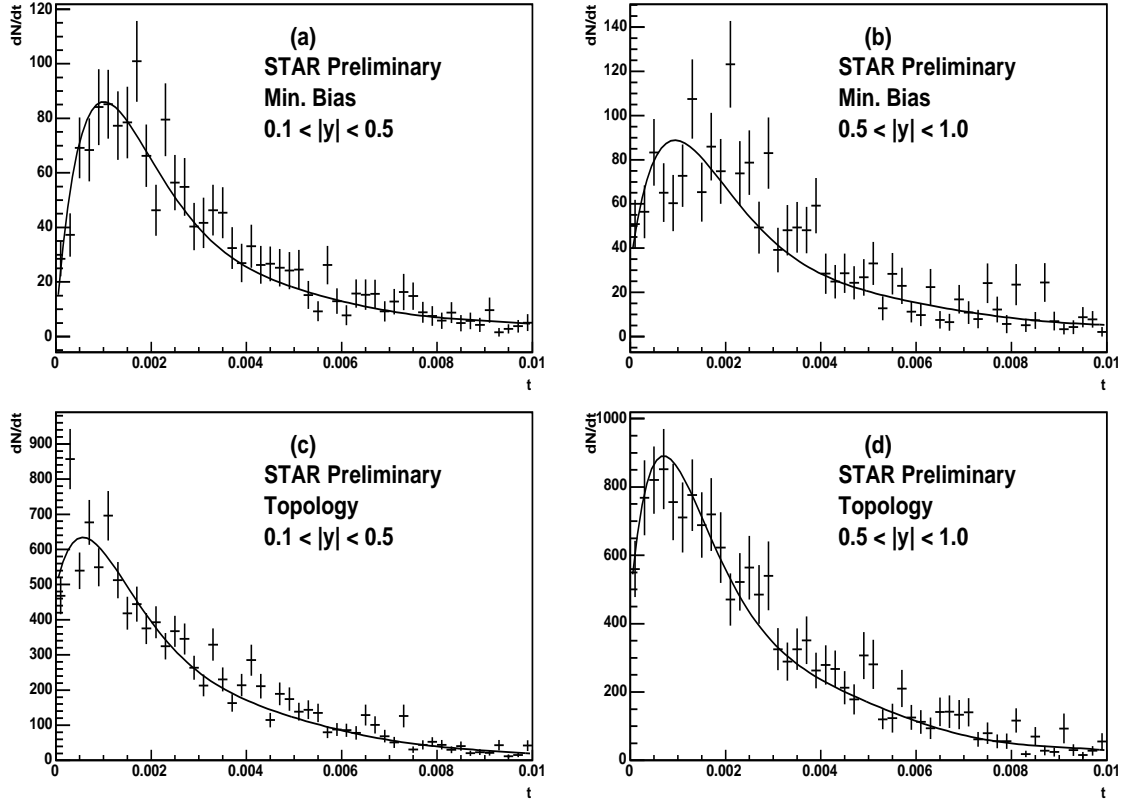 dN/dt
120
100
80
60
40
20
0
(a)
STAR Preliminary
Min. Bias
0.1 < |y| < 0.5
0 0.002 0.004 0.006 0.008 0.01
t
dN/dt
140
120
100
80
60
40
20
0
(b)
STAR Preliminary
Min. Bias
0.5 < |y| < 1.0
0 0.002 0.004 0.006 0.008 0.01
t
dN/dt
900
800
700
600
500
400
300
200
100
0
(c)
STAR Preliminary
Topology
0.1 < |y| < 0.5
0 0.002 0.004 0.006 0.008 0.01
t
dN/dt
1000
800
600
400
200
0
(d)
STAR Preliminary
Topology
0.5 < |y| < 1.0
0 0.002 0.004 0.006 0.008 0.01
t